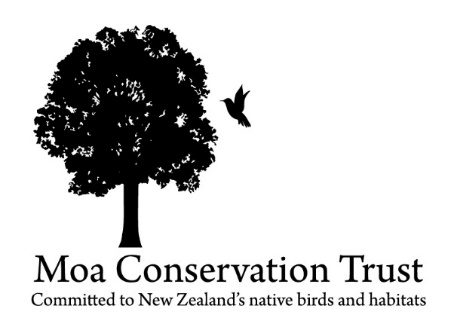 Moa Conservation Trust
Committed to New Zealand's native birds and habitats